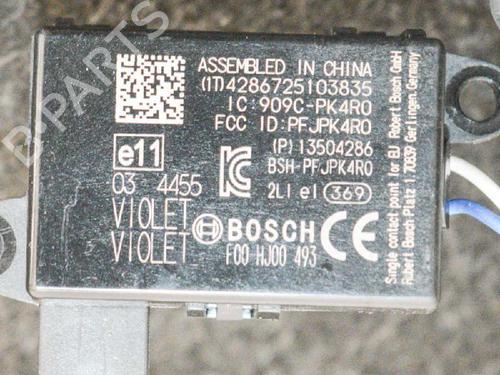 ASSEMBLED IN CHINA
(1T)4286725103835
IC:909C-PK4R0
FCC ID:PFJPK4R0
(P)13504286
BSH-PFJPK4R0
e11
03 4455
2LI el 369
VIOLET
VIOLET
BOSCH
CE
F00 HJ00 493
Single contact point for EU Robert Bosch GmbH
Robert Bosch Platz 1 70839 Gerlingen Germany
B-PARTS